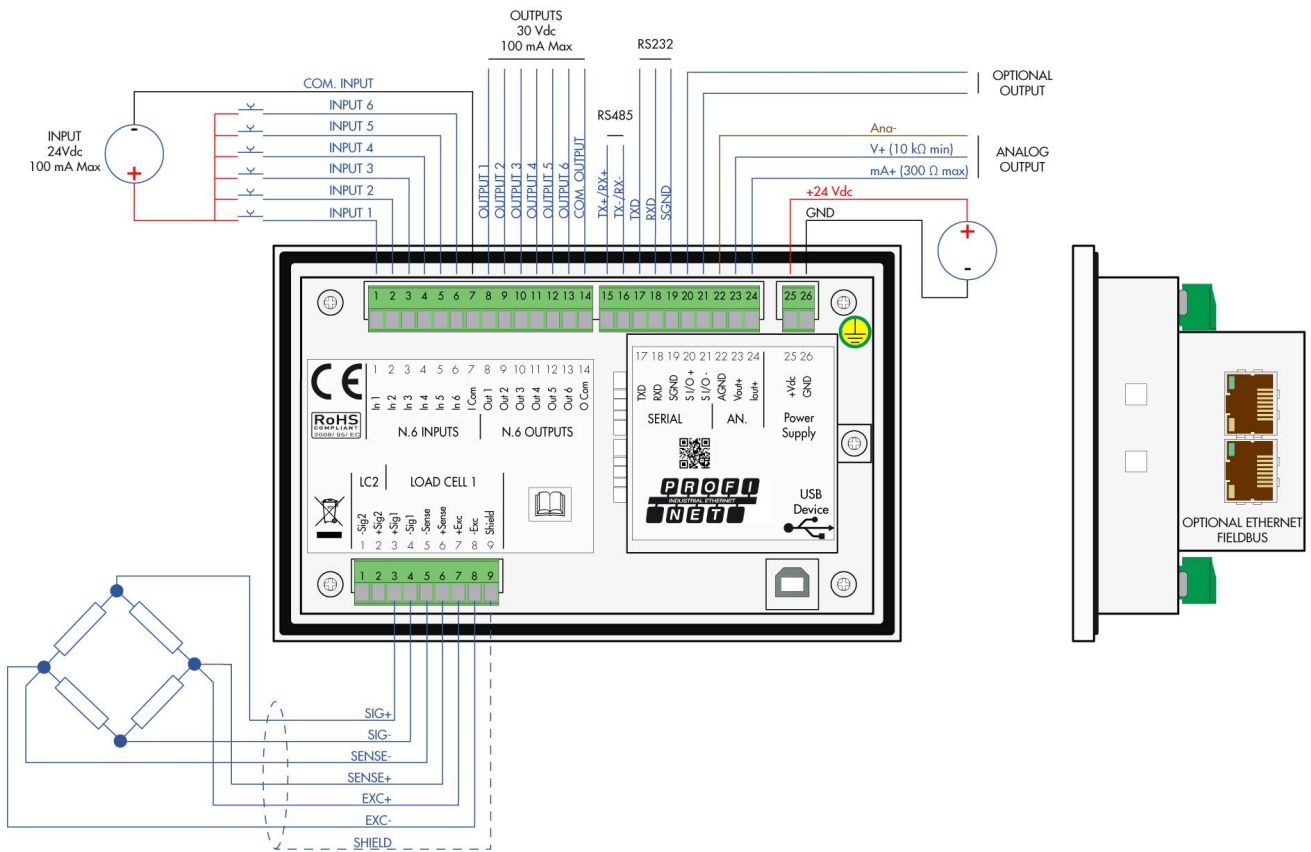 OUTPUTS
30 Vdc
100 mA Max
RS232
COM. INPUT
INPUT 6
INPUT 5
INPUT 4
INPUT 3
INPUT 2
INPUT 1
INPUT
24Vdc
100 mA Max
-
+
OUTPUT 1
OUTPUT 2
OUTPUT 3
OUTPUT 4
OUTPUT 5
OUTPUT 6
COM. OUTPUT
RS485
TX+/RX+
TX-/RX-
TXD
RXD
SGND
OPTIONAL
OUTPUT
Ana-
V+ (10 kΩ min)
mA+ (300 Ω max)
ANALOG
OUTPUT
+24 Vdc
GND
+
-
1 2 3 4 5 6 7 8 9 10 11 12 13 14
15 16 17 18 19 20 21 22 23 24
25 26
CE
RoHS
COMPLIANT
2008/95/EC
1 2 3 4 5 6 7 8 9 10 11 12 13 14
In 1
In 2
In 3
In 4
In 5
In 6
I Com
Out 1
Out 2
Out 3
Out 4
Out 5
Out 6
O Com
N.6 INPUTS
N.6 OUTPUTS
17 18 19 20 21 22 23 24
25 26
TXD
RXD
SGND
S I/O +
S I/O -
AGND
Vout+
Iout+
+Vdc
GND
SERIAL
AN.
Power
Supply
PROFI
INDUSTRIAL ETHERNET
NET
USB
Device
LC2
LOAD CELL 1
-Sig2
+Sig2
+Sig1
-Sig1
-Sense
+Sense
+Exc
-Exc
Shield
1 2 3 4 5 6 7 8 9
1 2 3 4 5 6 7 8 9
SIG+
SIG-
SENSE-
SENSE+
EXC+
EXC-
SHIELD
OPTIONAL ETHERNET
FIELDBUS